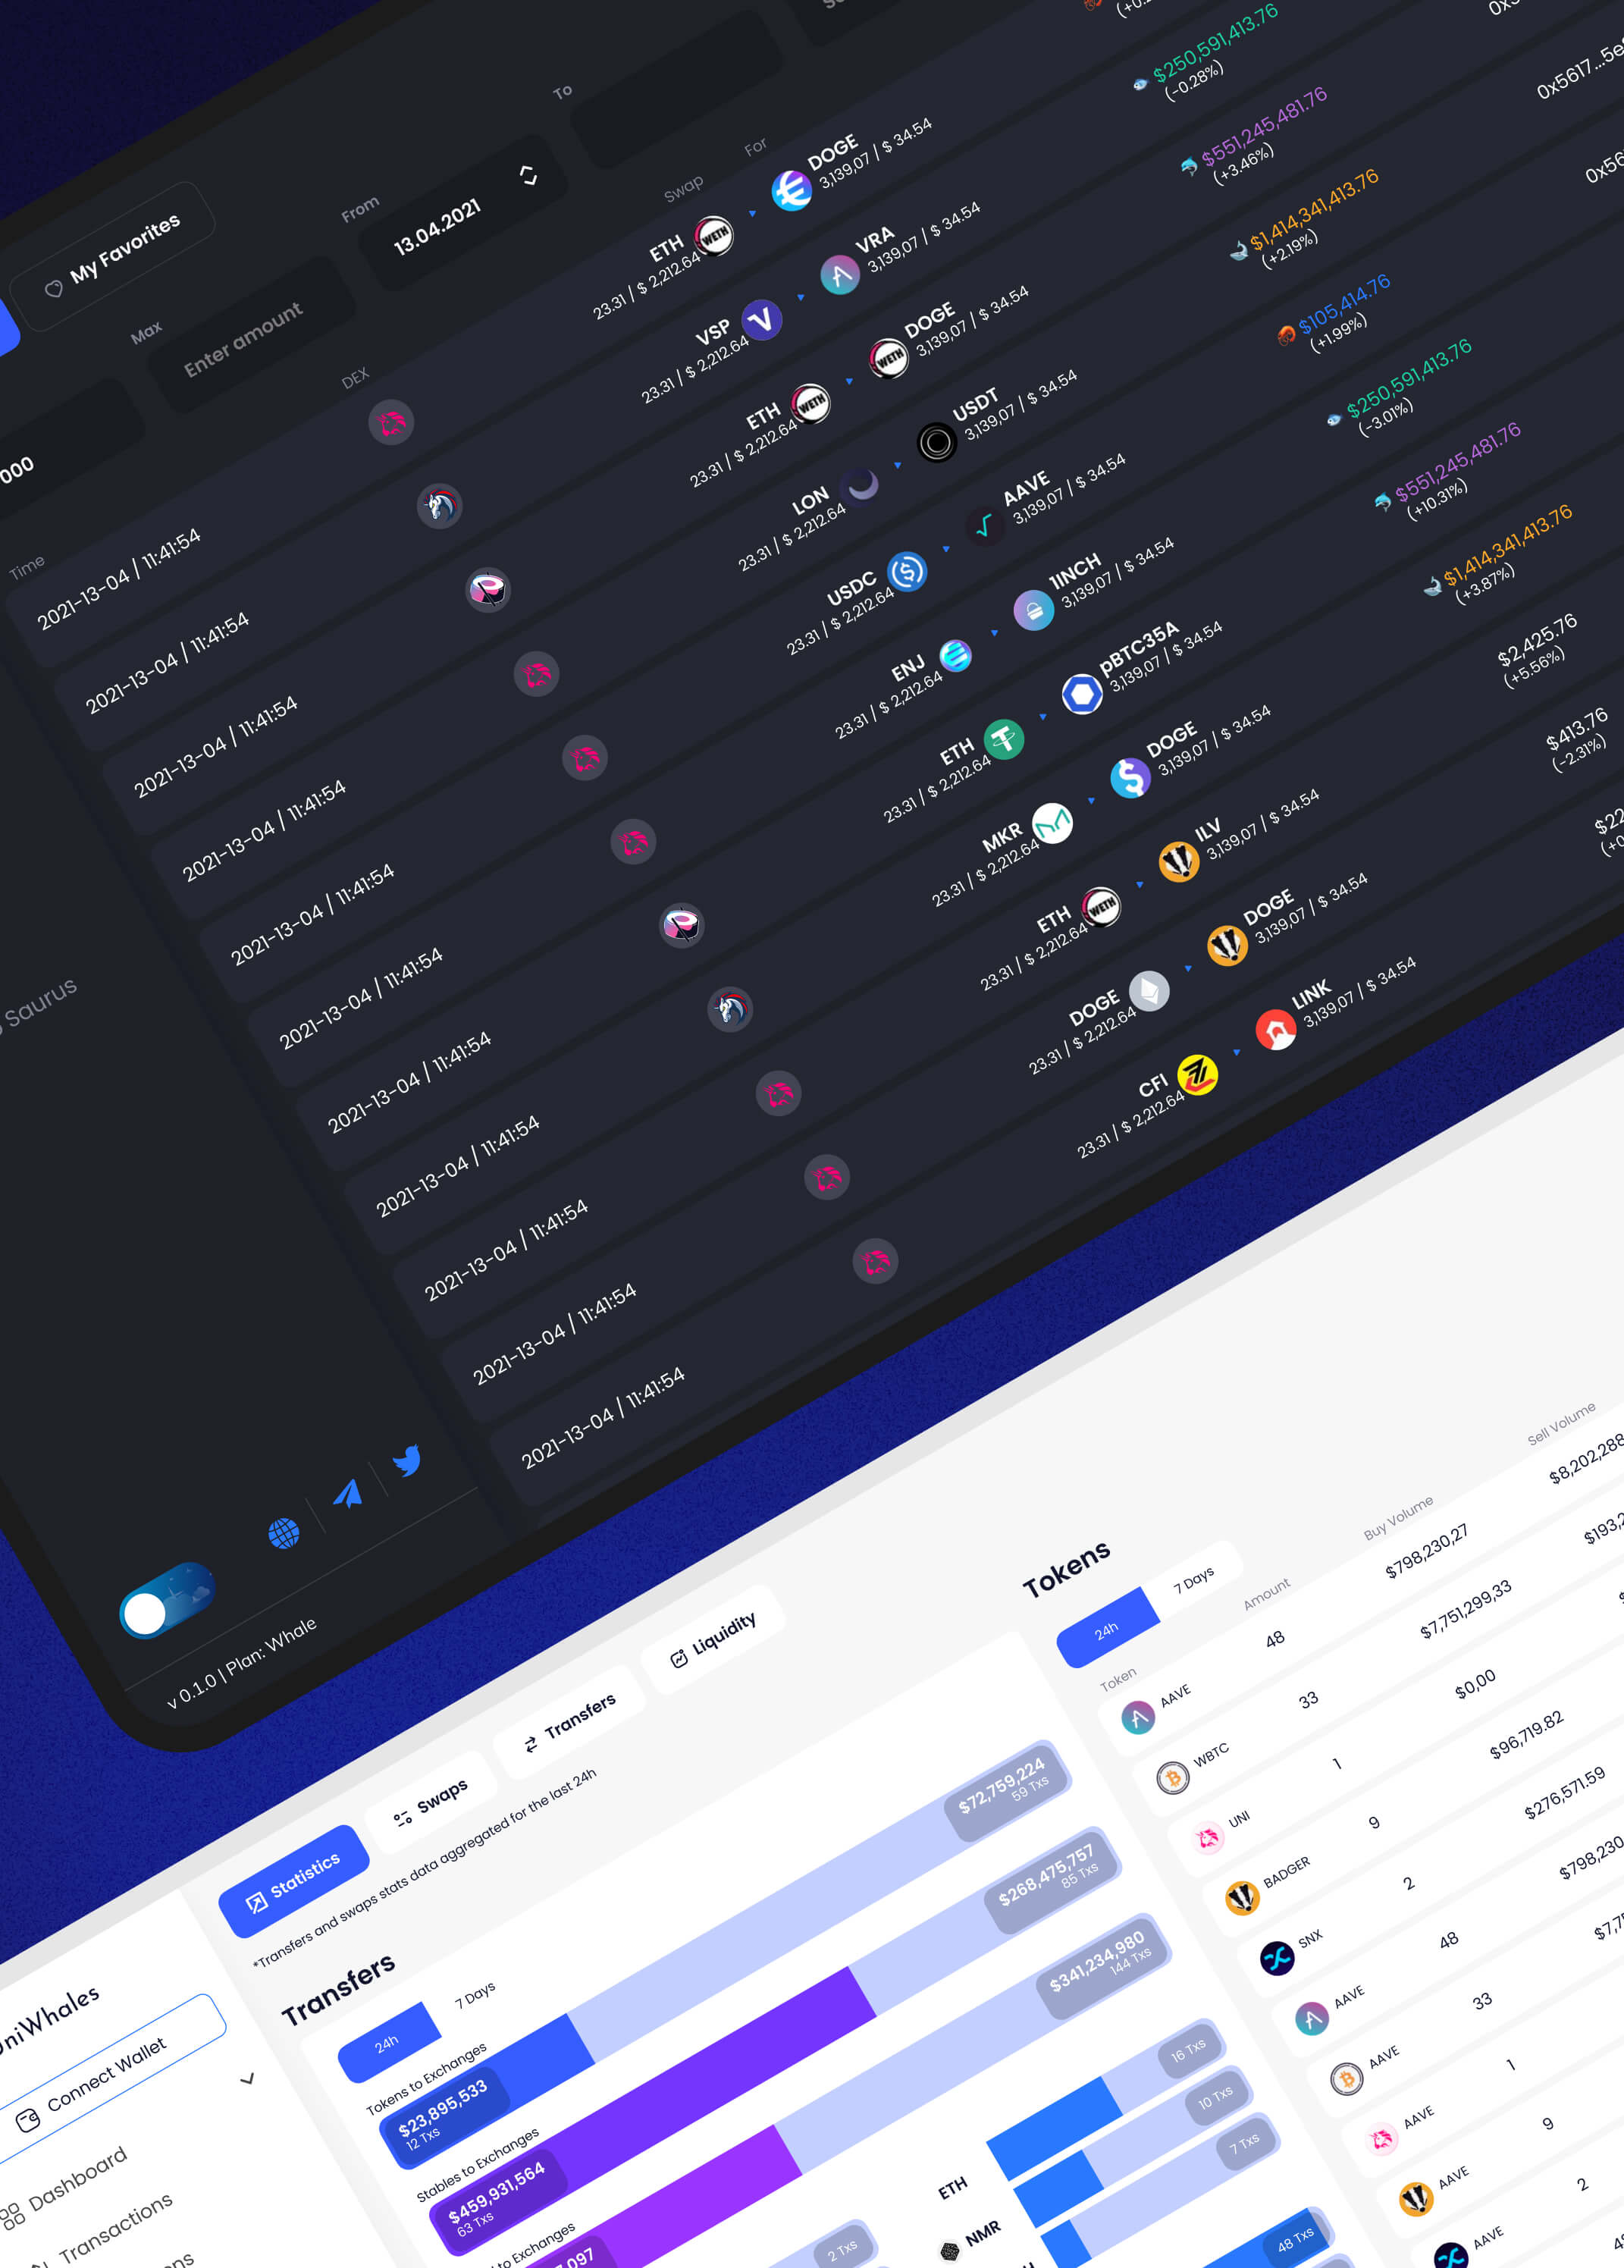 My Favorites
From
13.04.2021
To
Max
Enter amount
000
Time
DEX
Swap
For
(−0.28%)
$250,591,413.76
2021-13-04 / 11:41:54
ETH
23.31 / $ 2,212.64
DOGE
3,139,07 / $ 34.54
$551,245,481.76
(+3.46%)
0x5617...5e
2021-13-04 / 11:41:54
VSP
23.31 / $ 2,212.64
VRA
3,139,07 / $ 34.54
$1,414,341,413.76
(+2.19%)
2021-13-04 / 11:41:54
ETH
23.31 / $ 2,212.64
DOGE
3,139,07 / $ 34.54
$105,414.76
(+1.99%)
2021-13-04 / 11:41:54
LON
23.31 / $ 2,212.64
USDT
3,139,07 / $ 34.54
$250,591,413.76
(−3.01%)
2021-13-04 / 11:41:54
USDC
23.31 / $ 2,212.64
AAVE
3,139,07 / $ 34.54
$551,245,481.76
(+10.31%)
2021-13-04 / 11:41:54
ENJ
23.31 / $ 2,212.64
1INCH
3,139,07 / $ 34.54
$1,414,341,413.76
(+3.87%)
2021-13-04 / 11:41:54
ETH
23.31 / $ 2,212.64
pBTC35A
3,139,07 / $ 34.54
$2,425.76
(+5.56%)
2021-13-04 / 11:41:54
MKR
23.31 / $ 2,212.64
DOGE
3,139,07 / $ 34.54
$413.76
(−2.31%)
2021-13-04 / 11:41:54
ETH
23.31 / $ 2,212.64
ILV
3,139,07 / $ 34.54
2021-13-04 / 11:41:54
DOGE
23.31 / $ 2,212.64
DOGE
3,139,07 / $ 34.54
2021-13-04 / 11:41:54
CFI
23.31 / $ 2,212.64
LINK
3,139,07 / $ 34.54
WETH
WETH
WETH
WETH
Saurus
v 0.1.0 | Plan: Whale
UniWhales
Connect Wallet
Dashboard
Transactions
Statistics
Swaps
Transfers
Liquidity
*Transfers and swaps stats data aggregated for the last 24h
Transfers
24h
7 Days
Tokens to Exchanges
$23,895,533
12 Txs
$72,759,224
59 Txs
Stables to Exchanges
$459,931,564
63 Txs
$268,475,757
85 Txs
to Exchanges
$341,234,980
144 Txs
2 Txs
ETH
16 Txs
NMR
10 Txs
7 Txs
48 Txs
Tokens
24h
7 Days
Token
Amount
Buy Volume
Sell Volume
AAVE
48
$798,230,27
$8,202,288
WBTC
33
$7,751,299,33
$193,2
UNI
1
$0,00
BADGER
9
$96,719.82
SNX
2
$276,571.59
AAVE
48
$798,230
AAVE
33
AAVE
1
AAVE
9
AAVE
2